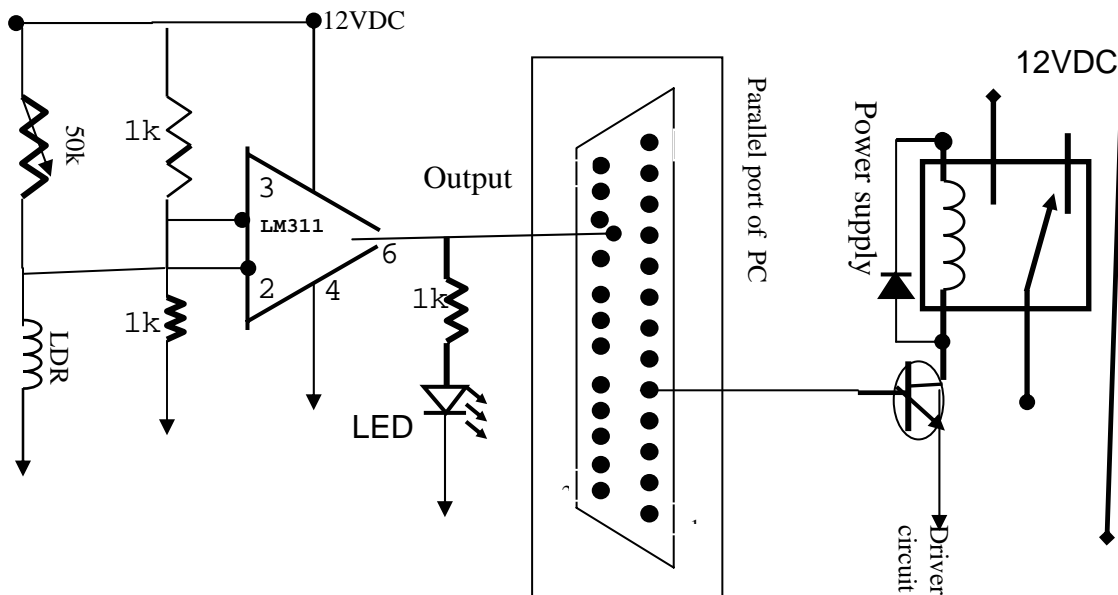 12VDC
50k
1k
3
LM311
2
4
6
1k
LDR
Output
1k
LED
Parallel port of PC
12VDC
Power supply
Driver
circuit